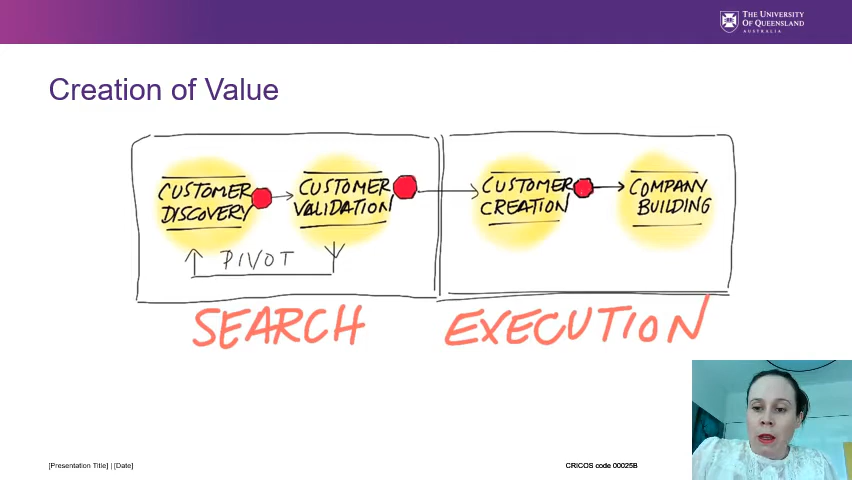 THE UNIVERSITY
OF QUEENSLAND
AUSTRALIA
Creation of Value
CUSTOMER
DISCOVERY
CUSTOMER
VALIDATION
CUSTOMER
CREATION
COMPANY
BUILDING
PIVOT
SEARCH
EXECUTION
[Presentation Title] | [Date]
CRICOS code 00025B